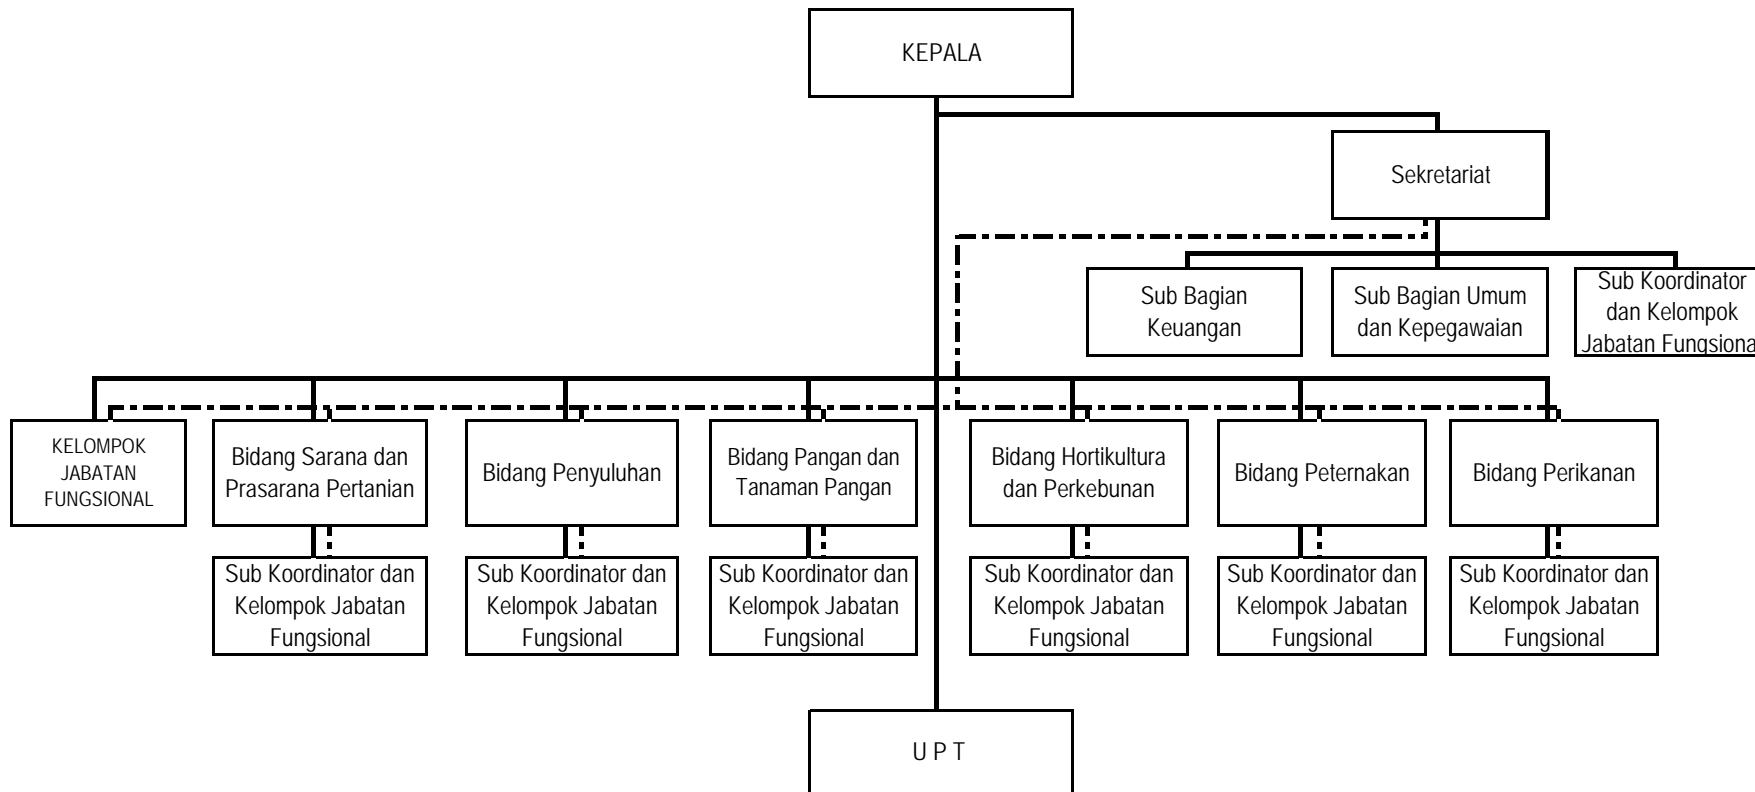 KEPALA
Sekretariat
Sub Bagian
Keuangan
Sub Bagian Umum
dan Kepegawaian
Sub Koordinator
dan Kelompok
Jabatan Fungsional
KELOMPOK
JABATAN
FUNGSIONAL
Bidang Sarana dan
Prasarana Pertanian
Bidang Penyuluhan
Bidang Pangan dan
Tanaman Pangan
Bidang Hortikultura
dan Perkebunan
Bidang Peternakan
Bidang Perikanan
Sub Koordinator dan
Kelompok Jabatan
Fungsional
Sub Koordinator dan
Kelompok Jabatan
Fungsional
Sub Koordinator dan
Kelompok Jabatan
Fungsional
Sub Koordinator dan
Kelompok Jabatan
Fungsional
Sub Koordinator dan
Kelompok Jabatan
Fungsional
Sub Koordinator dan
Kelompok Jabatan
Fungsional
U P T